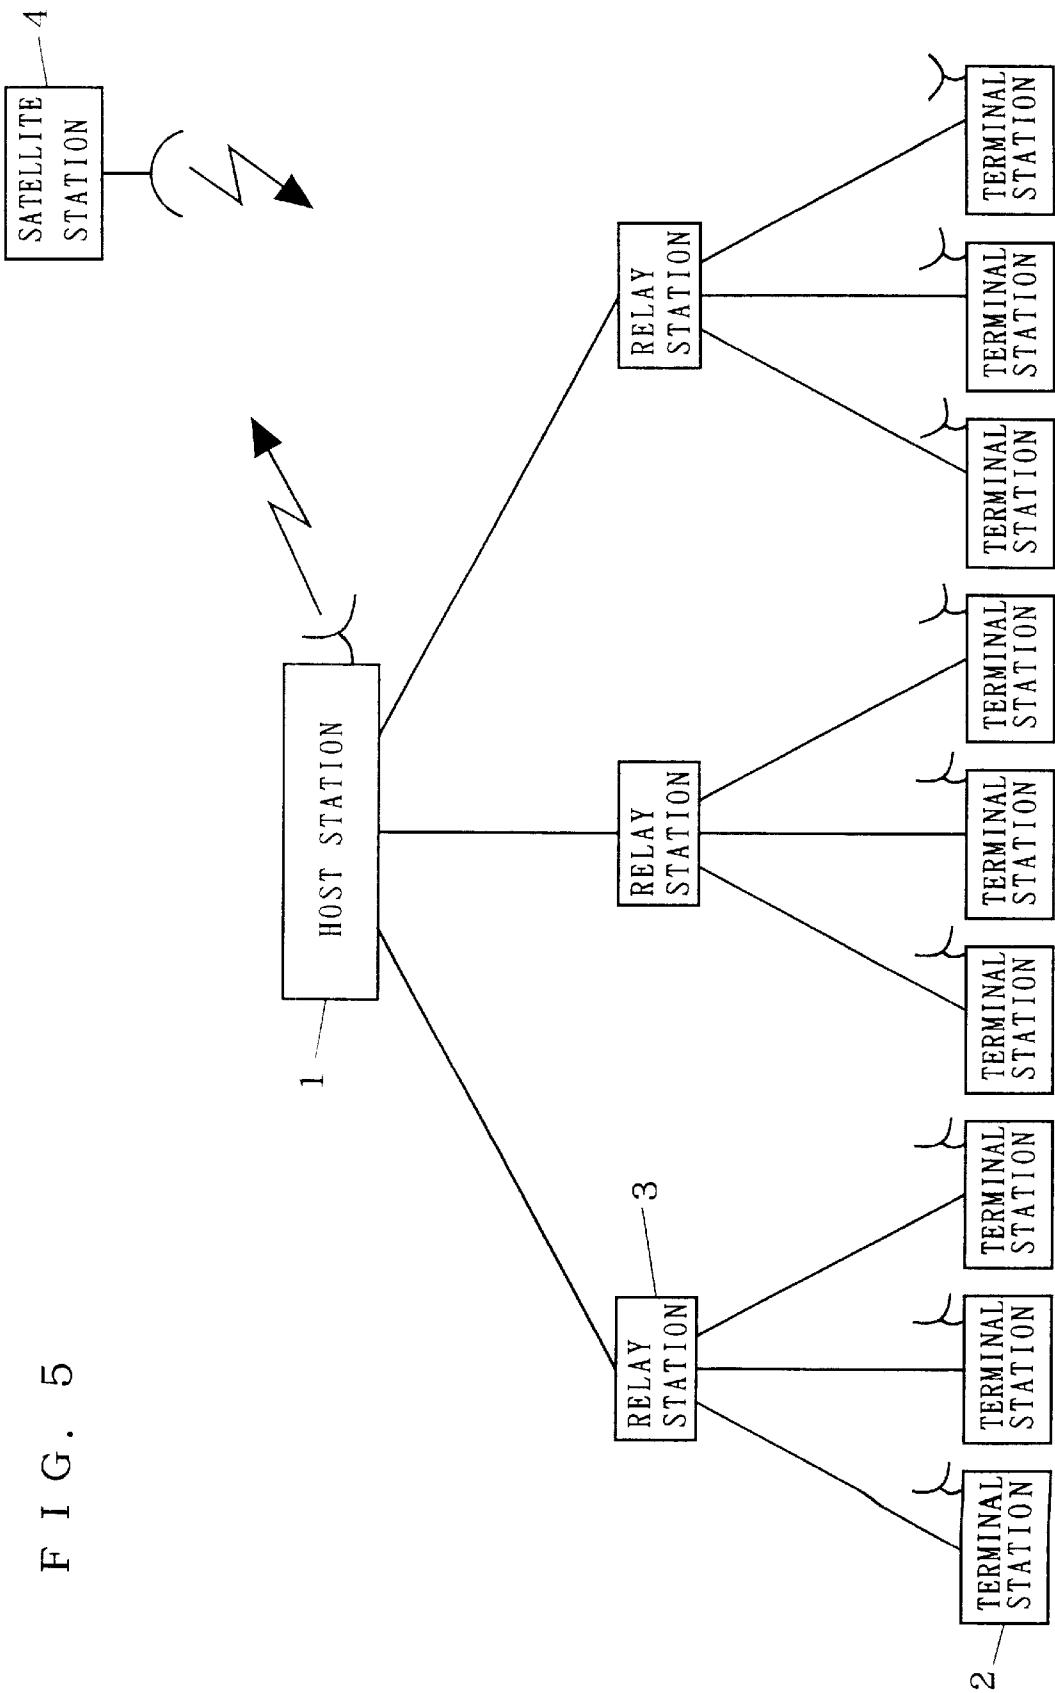 F I G. 5
SATELLITE
STATION
4
HOST STATION
1
RELAY
STATION
3
RELAY
STATION
RELAY
STATION
TERMINAL
STATION
2
TERMINAL
STATION
TERMINAL
STATION
TERMINAL
STATION
TERMINAL
STATION
TERMINAL
STATION
TERMINAL
STATION
TERMINAL
STATION
TERMINAL
STATION